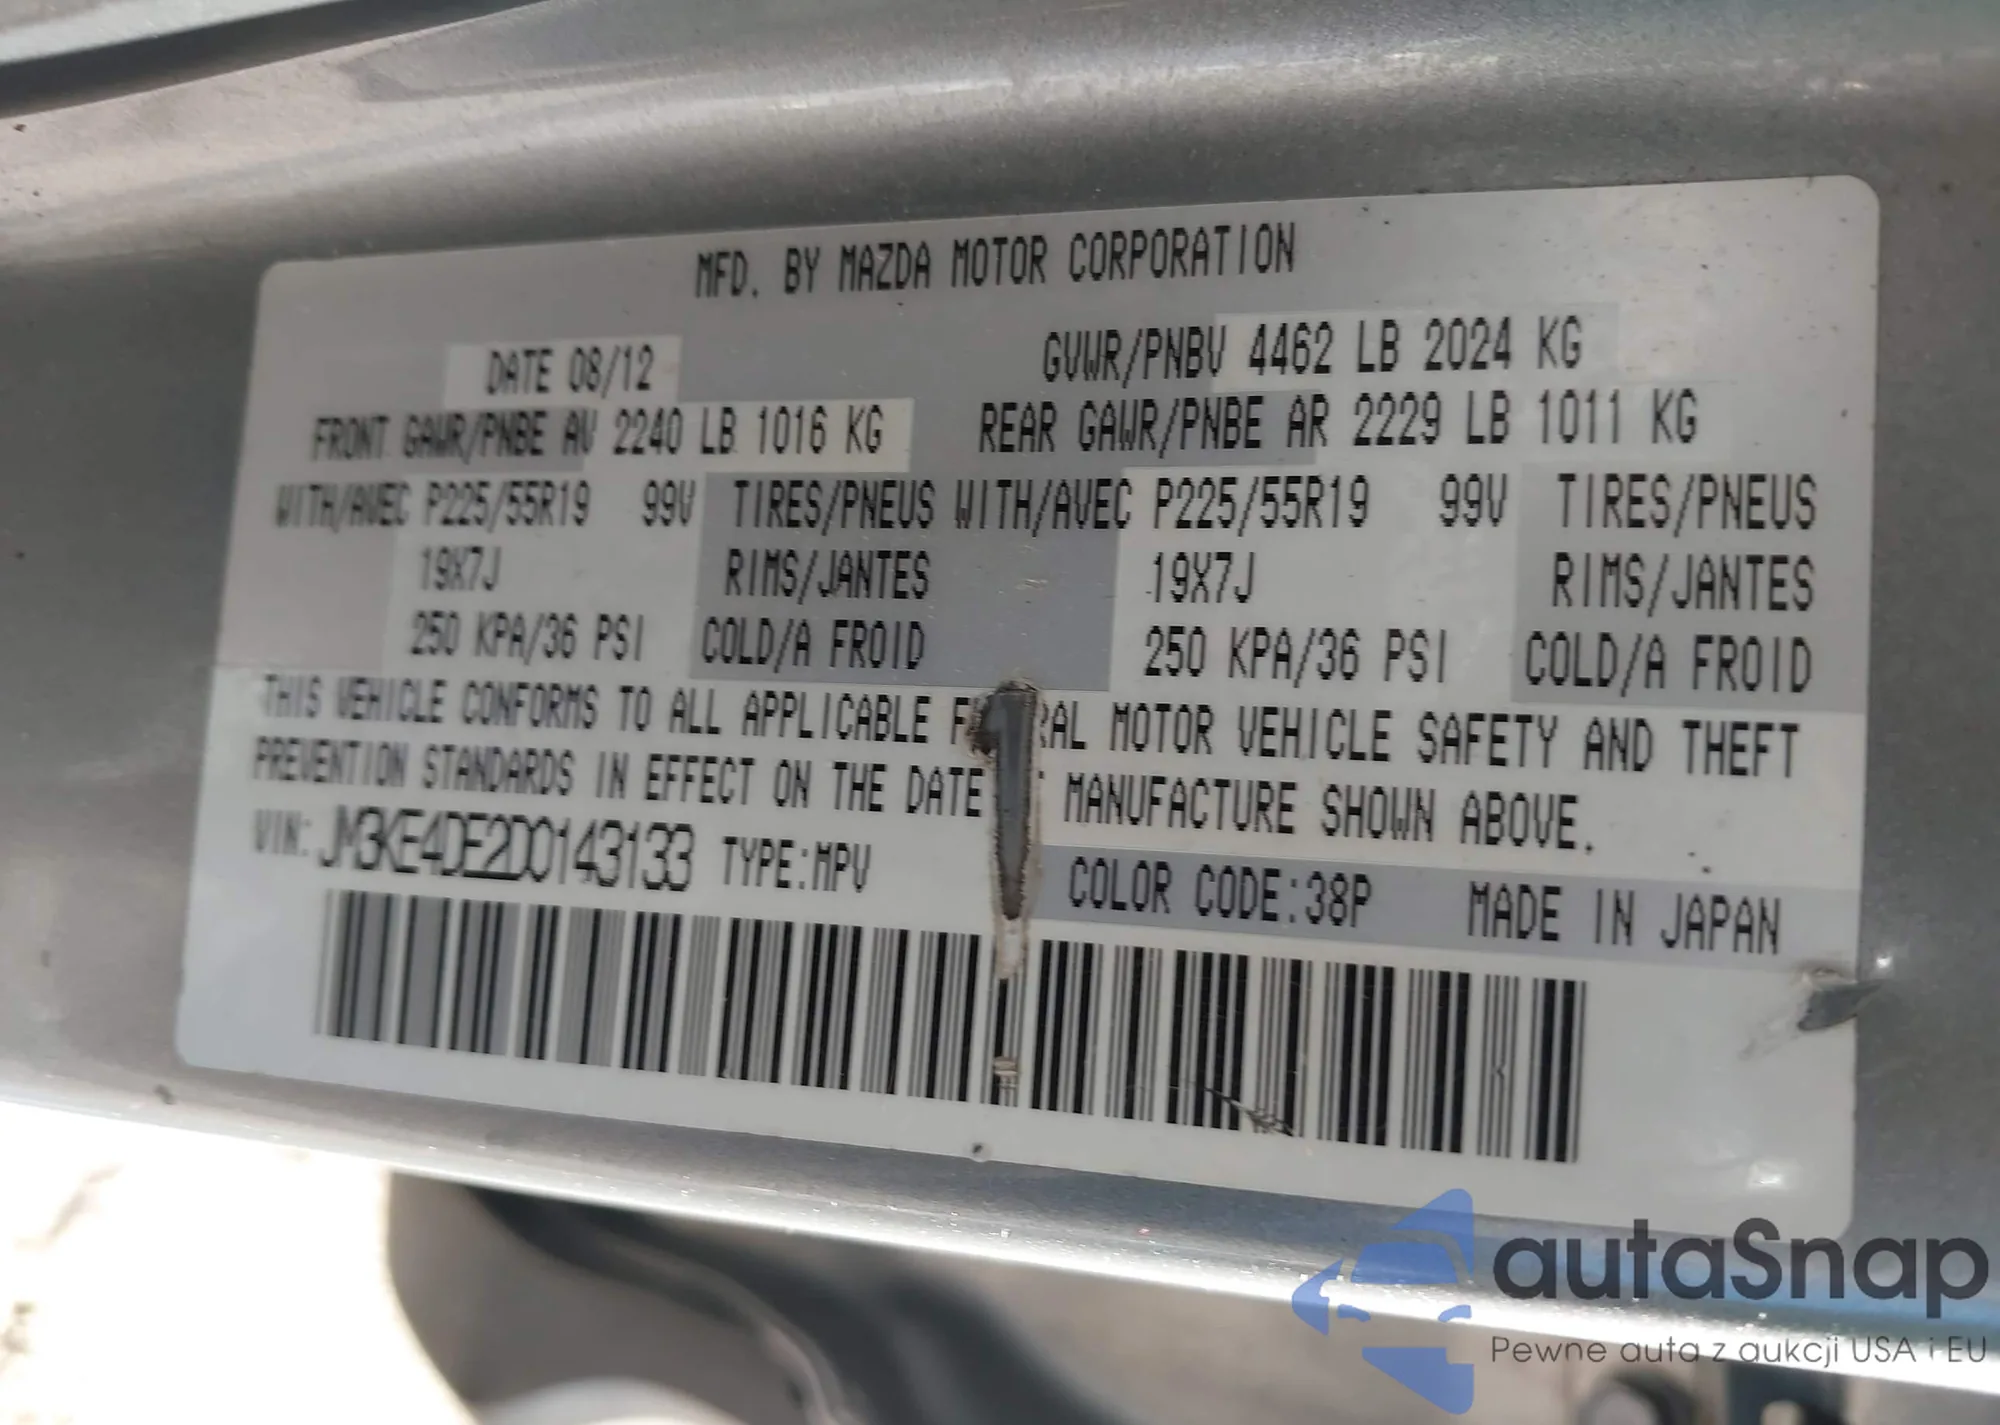 MFD. BY MAZDA MOTOR CORPORATION
DATE 08/12 GVWR/PNBV 4462 LB 2024 KG
FRONT GAWR/PNBE AV 2240 LB 1016 KG REAR GAWR/PNBE AR 2229 LB 1011 KG
WITH/AVEC P225/55R19 99V TIRES/PNEUS WITH/AVEC P225/55R19 99V TIRES/PNEUS
19X7J RIMS/JANTES 19X7J RIMS/JANTES
250 KPA/36 PSI COLD/A FROID 250 KPA/36 PSI COLD/A FROID
THIS VEHICLE CONFORMS TO ALL APPLICABLE MOTOR VEHICLE SAFETY AND THEFT
PREVENTION STANDARDS IN EFFECT ON THE DATE MANUFACTURE SHOWN ABOVE.
VIN: JM3KE4DE2D0143133 TYPE:MPV COLOR CODE:38P MADE IN JAPAN
autaSnap
Pewne auta z aukcji USA i EU